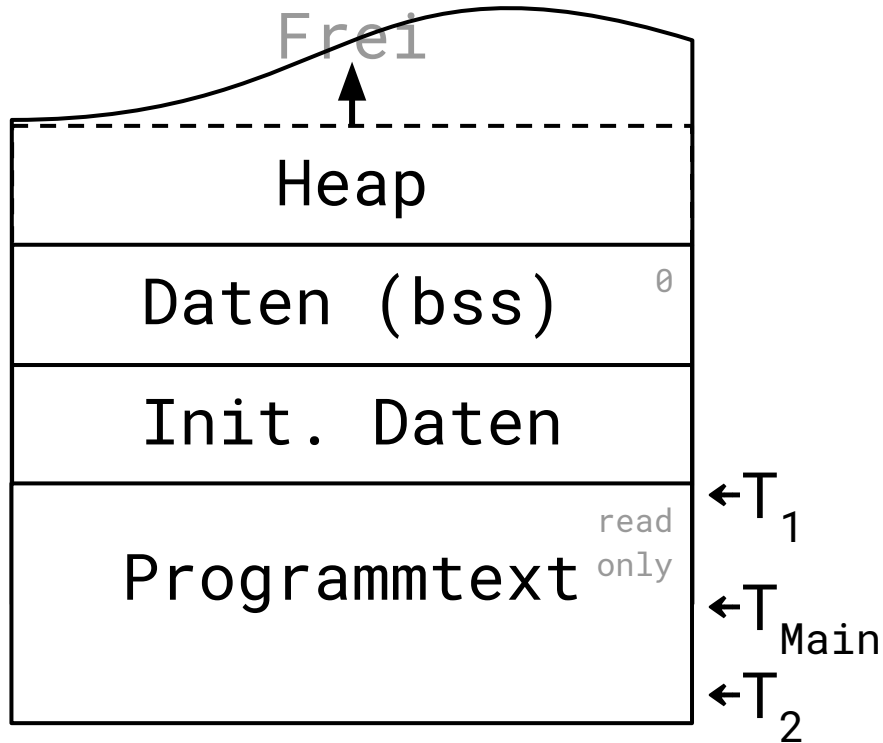 Frei
Heap
Daten (bss)
0
Init. Daten
T1
read
only
Programmtext
TMain
T2